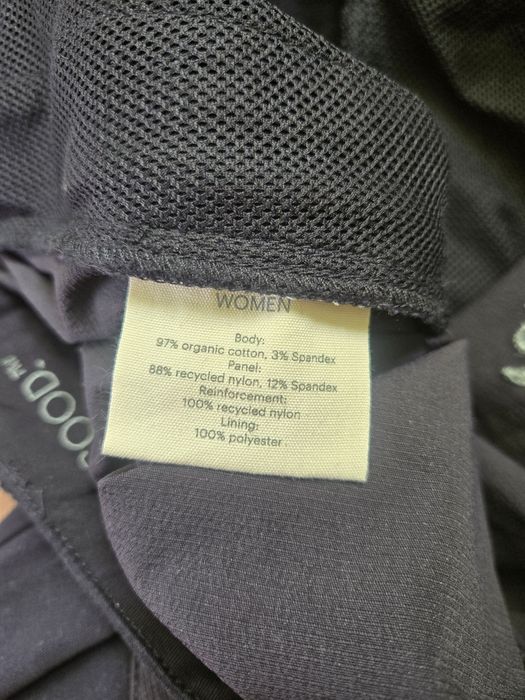 WOMEN
Body:
97% organic cotton, 3% Spandex
Panel:
88% recycled nylon, 12% Spandex
Reinforcement:
100% recycled nylon
Lining:
100% polyester
OOD.